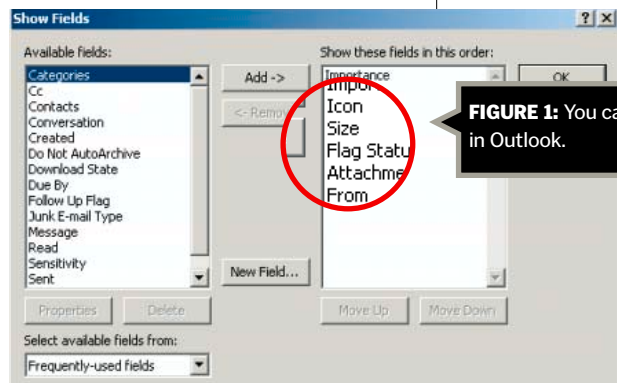 Show Fields
Available fields:
Show these fields in this order:
Categories
Cc
Contacts
Conversation
Created
Do Not AutoArchive
Download State
Due By
Follow Up Flag
Junk E-mail Type
Message
Read
Sensitivity
Sent
Add ->
<- Remov
New Field...
Importance
Impor
Icon
Size
Flag Statu
Attachme
From
OK
FIGURE 1: You ca
in Outlook.
Properties
Delete
Move Up
Move Down
Select available fields from:
Frequently-used fields